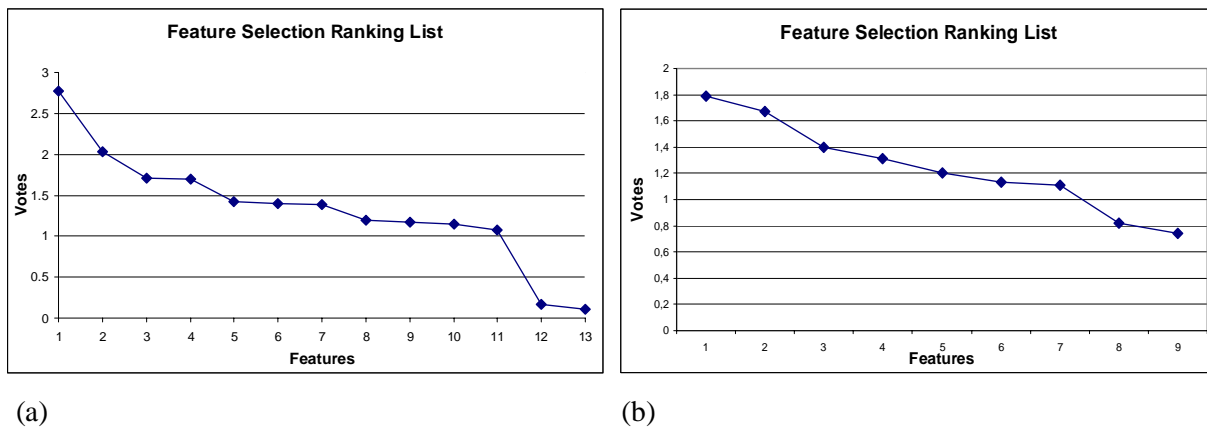 Feature Selection Ranking List
3
2.5
2
1.5
1
0.5
0
Votes
1 2 3 4 5 6 7 8 9 10 11 12 13
Features
(a)
Feature Selection Ranking List
2
1,8
1,6
1,4
1,2
1
0,8
0,6
0,4
0,2
0
Votes
1 2 3 4 5 6 7 8 9
Features
(b)